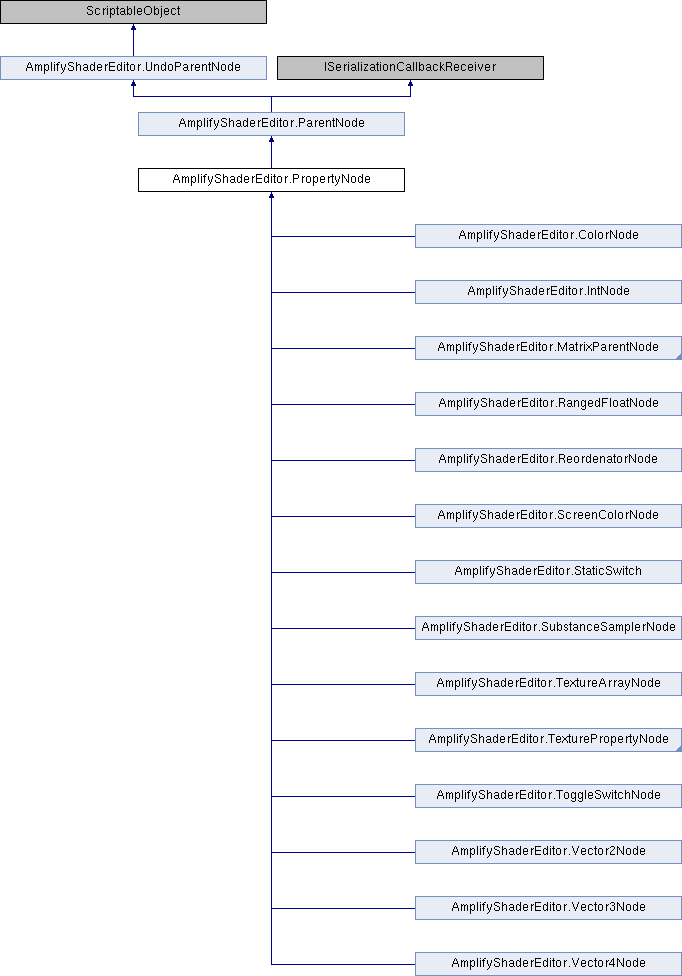 ScriptableObject
AmplifyShaderEditor.UndoParentNode
ISerializationCallbackReceiver
AmplifyShaderEditor.ParentNode
AmplifyShaderEditor.PropertyNode
AmplifyShaderEditor.ColorNode
AmplifyShaderEditor.IntNode
AmplifyShaderEditor.MatrixParentNode
AmplifyShaderEditor.RangedFloatNode
AmplifyShaderEditor.ReordenatorNode
AmplifyShaderEditor.ScreenColorNode
AmplifyShaderEditor.StaticSwitch
AmplifyShaderEditor.SubstanceSamplerNode
AmplifyShaderEditor.TextureArrayNode
AmplifyShaderEditor.TexturePropertyNode
AmplifyShaderEditor.ToggleSwitchNode
AmplifyShaderEditor.Vector2Node
AmplifyShaderEditor.Vector3Node
AmplifyShaderEditor.Vector4Node